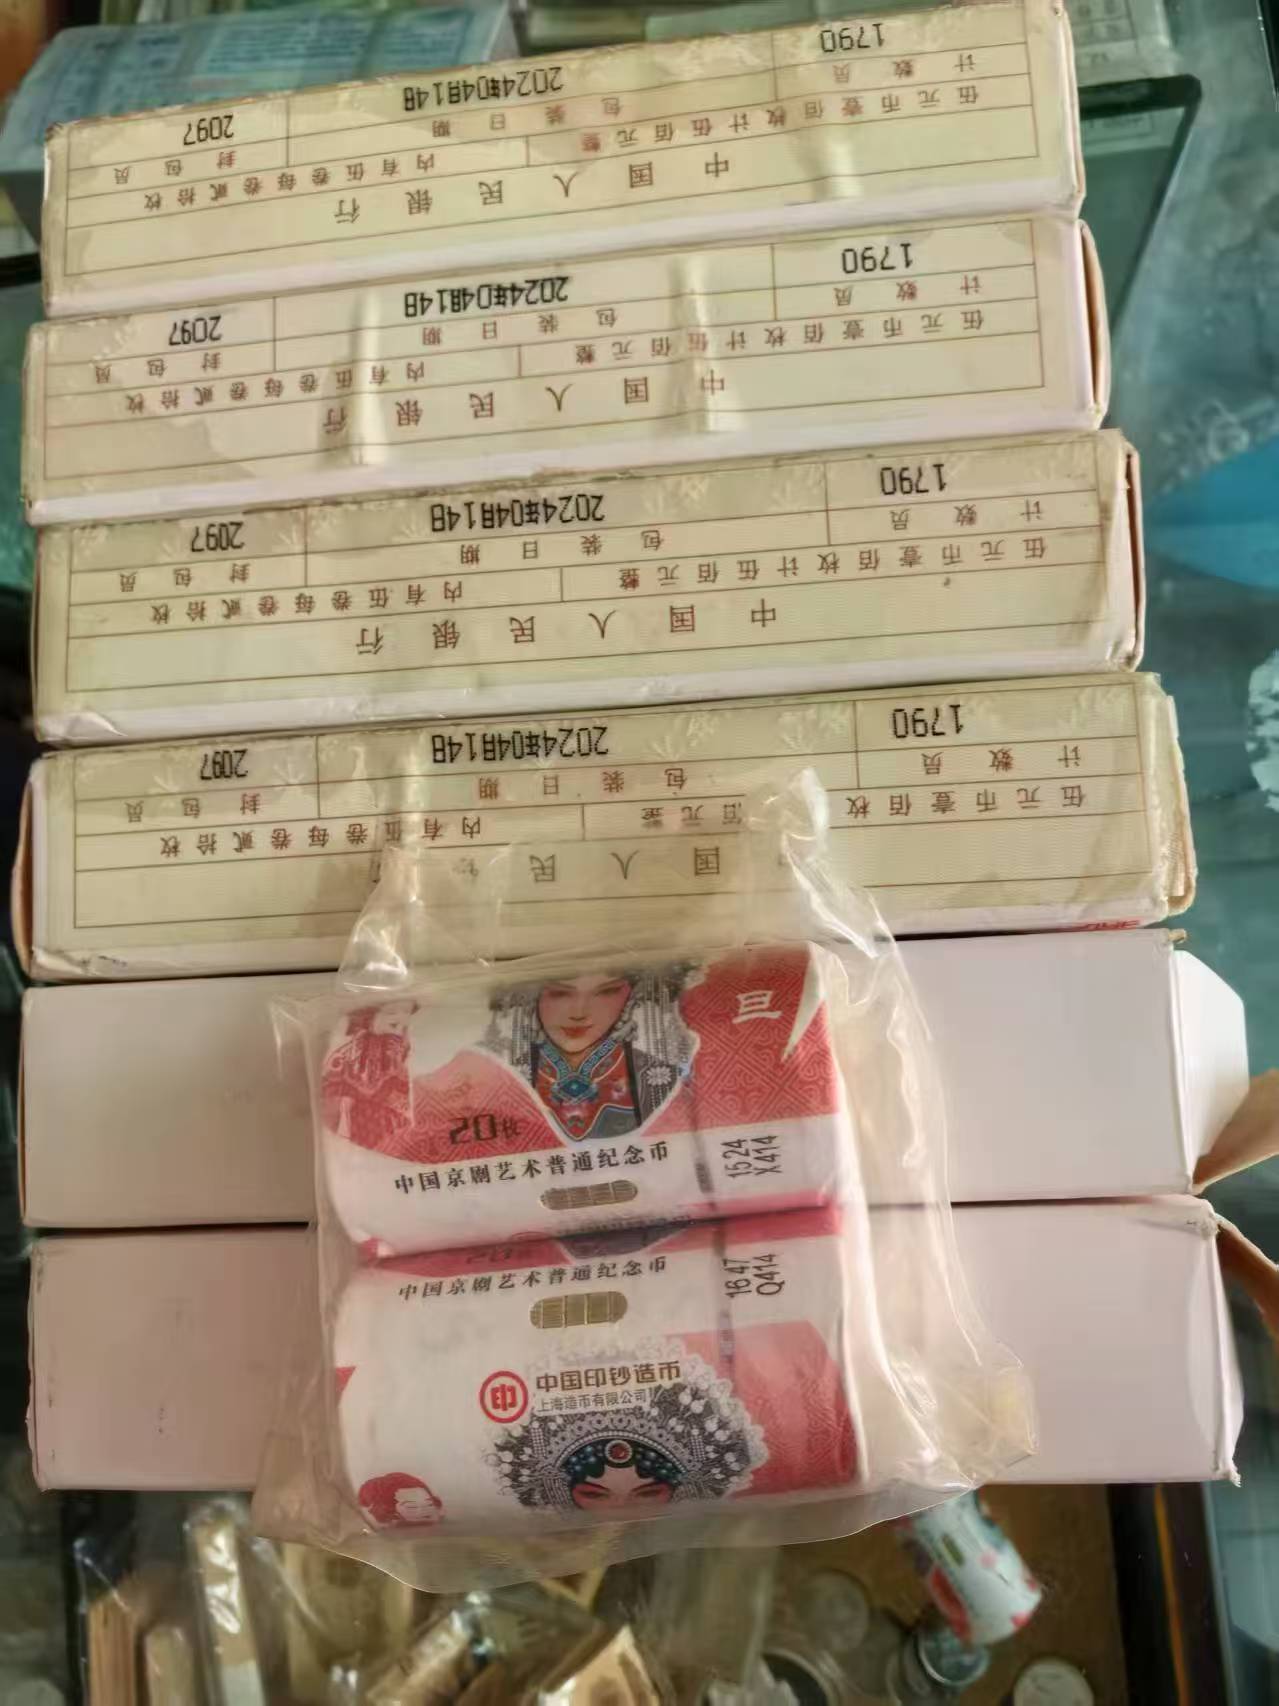 中国人民银行
内有伍卷每卷贰拾枚
伍元币壹佰枚计伍佰元整
封包员
包装日期
计数员
2097
2024年04月14日
1790
中国人民银行
内有伍卷每卷贰拾枚
伍元币壹佰枚计伍佰元整
封包员
包装日期
计数员
2097
2024年04月14日
1790
中国人民银行
内有伍卷每卷贰拾枚
伍元币壹佰枚计伍佰元整
封包员
包装日期
计数员
2097
2024年04月14日
1790
国人民
内有伍卷每卷贰拾枚
伍元币壹佰枚 佰元整
封包员
包装日期
计数员
2097
2024年04月14日
1790
20枚
中国京剧艺术普通纪念币
1524
X414
中国京剧艺术普通纪念币
1647
Q414
中国印钞造币
上海造币有限公司